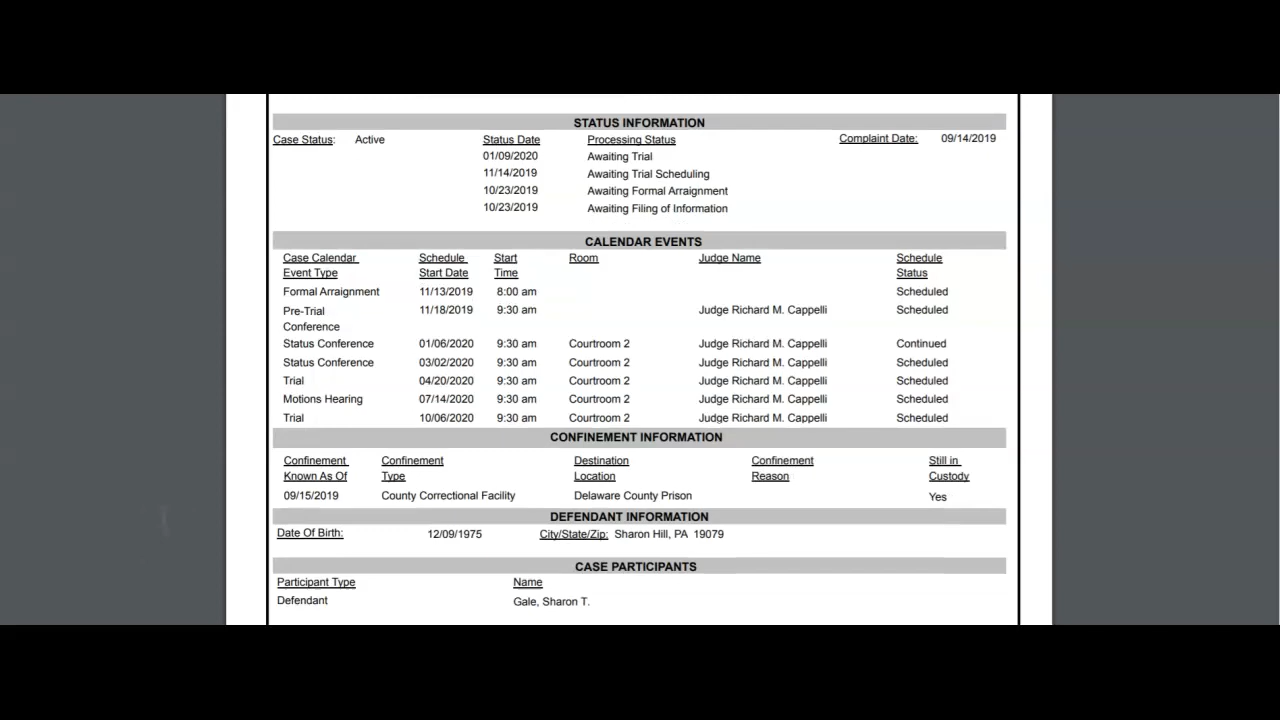 STATUS INFORMATION
Case Status: Active Status Date Processing Status Complaint Date: 09/14/2019
01/09/2020 Awaiting Trial
11/14/2019 Awaiting Trial Scheduling
10/23/2019 Awaiting Formal Arraignment
10/23/2019 Awaiting Filing of Information
CALENDAR EVENTS
Case Calendar Schedule Start Room Judge Name Schedule
Event Type Start Date Time Status
Formal Arraignment 11/13/2019 8:00 am Scheduled
Pre-Trial 11/18/2019 9:30 am Judge Richard M. Cappelli Scheduled
Conference
Status Conference 01/06/2020 9:30 am Courtroom 2 Judge Richard M. Cappelli Continued
Status Conference 03/02/2020 9:30 am Courtroom 2 Judge Richard M. Cappelli Scheduled
Trial 04/20/2020 9:30 am Courtroom 2 Judge Richard M. Cappelli Scheduled
Motions Hearing 07/14/2020 9:30 am Courtroom 2 Judge Richard M. Cappelli Scheduled
Trial 10/06/2020 9:30 am Courtroom 2 Judge Richard M. Cappelli Scheduled
CONFINEMENT INFORMATION
Confinement Confinement Destination Confinement Still in
Known As Of Type Location Reason Custody
09/15/2019 County Correctional Facility Delaware County Prison Yes
DEFENDANT INFORMATION
Date Of Birth: 12/09/1975 City/State/Zip: Sharon Hill, PA 19079
CASE PARTICIPANTS
Participant Type Name
Defendant Gale, Sharon T.